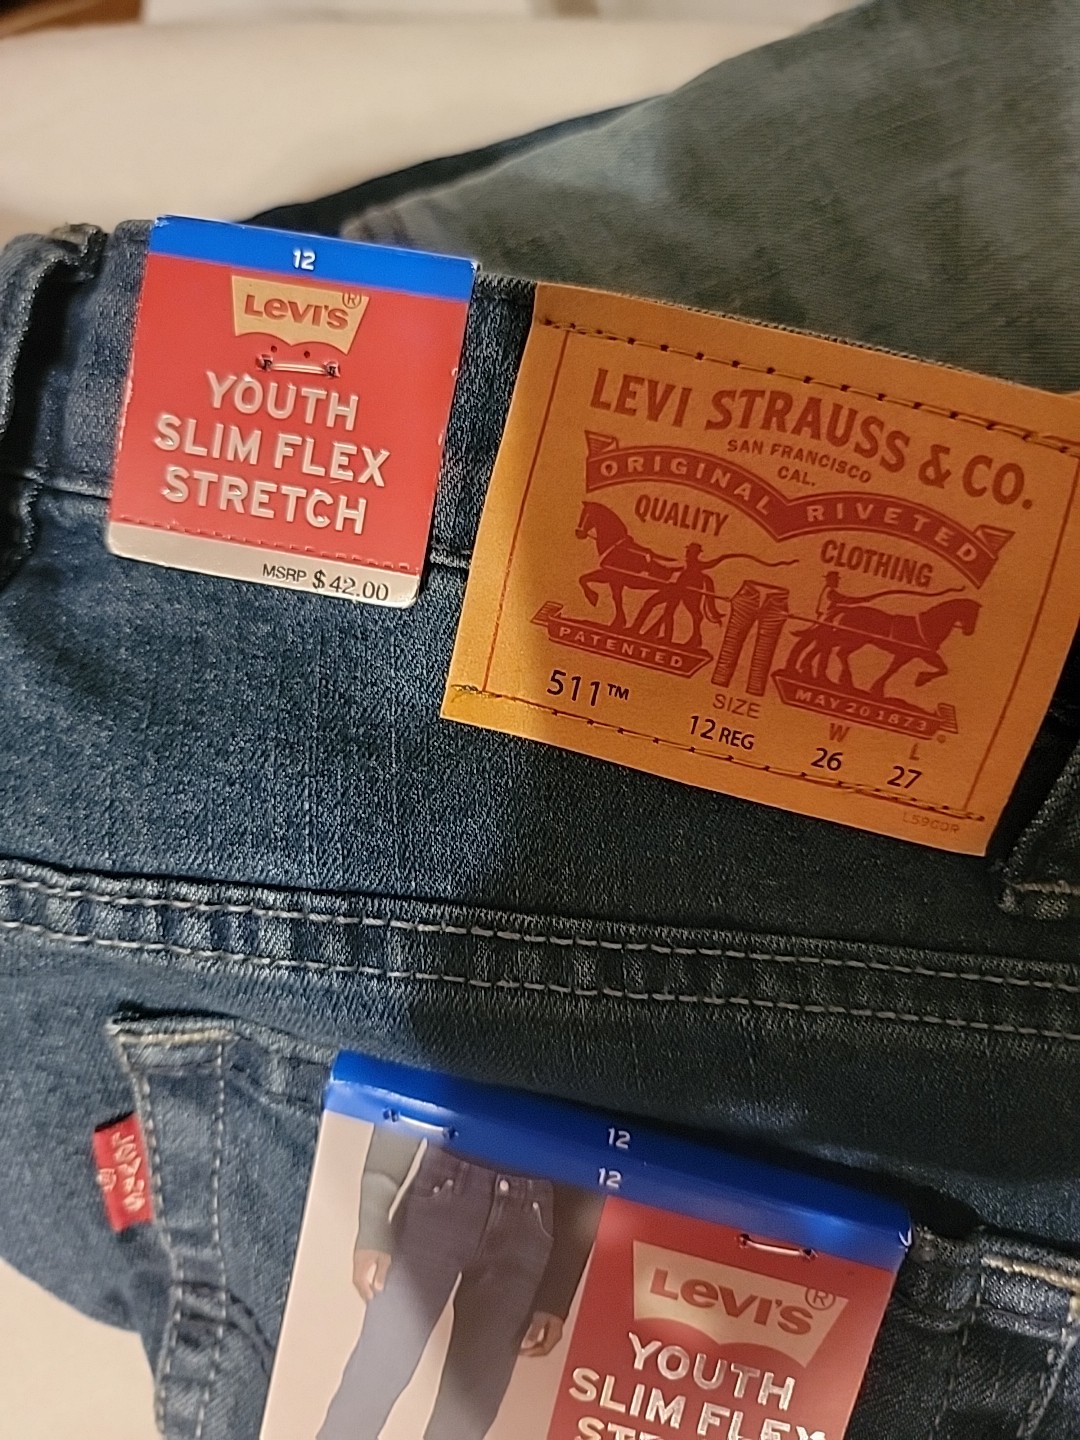 12
LEVI'S®
YOUTH
SLIM FLEX
STRETCH
MSRP $42.00
LEVI STRAUSS & CO.
SAN FRANCISCO
CAL.
ORIGINAL RIVETED
QUALITY CLOTHING
PATENTED
MAY 20 1873
511™
SIZE
12 REG
W
26
L
27
12
12
LEVI'S®
YOUTH
SLIM FLEX